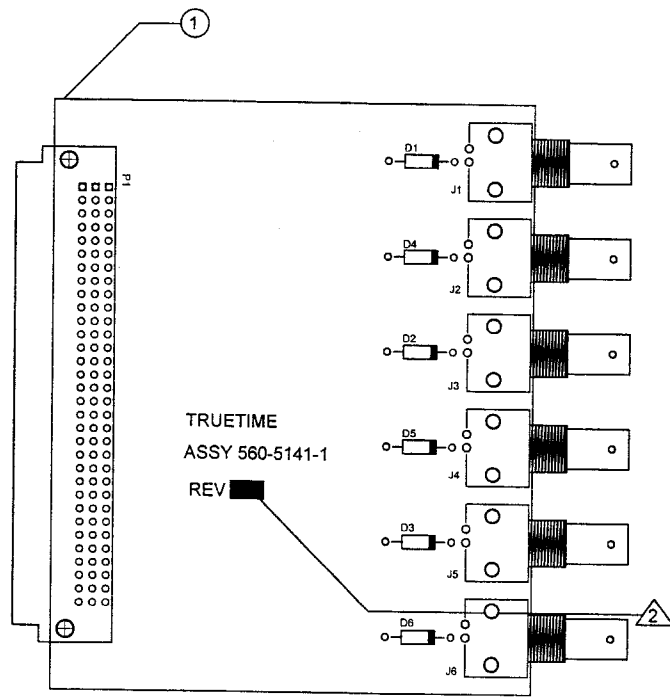 1
P1
D1
J1
D4
J2
D2
J3
TRUETIME
ASSY 560-5141-1
REV
D5
J4
D3
J5
2
D6
J6